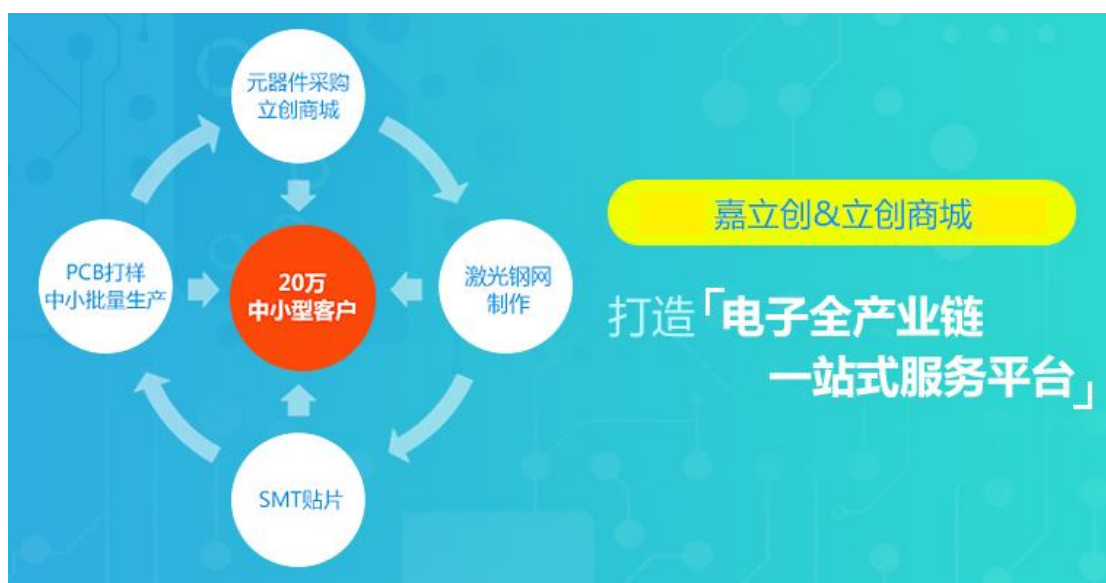 元器件采购
立创商城
PCB打样
中小批量生产
20万
中小型客户
激光钢网
制作
SMT贴片
嘉立创&立创商城
打造「电子全产业链
一站式服务平台」